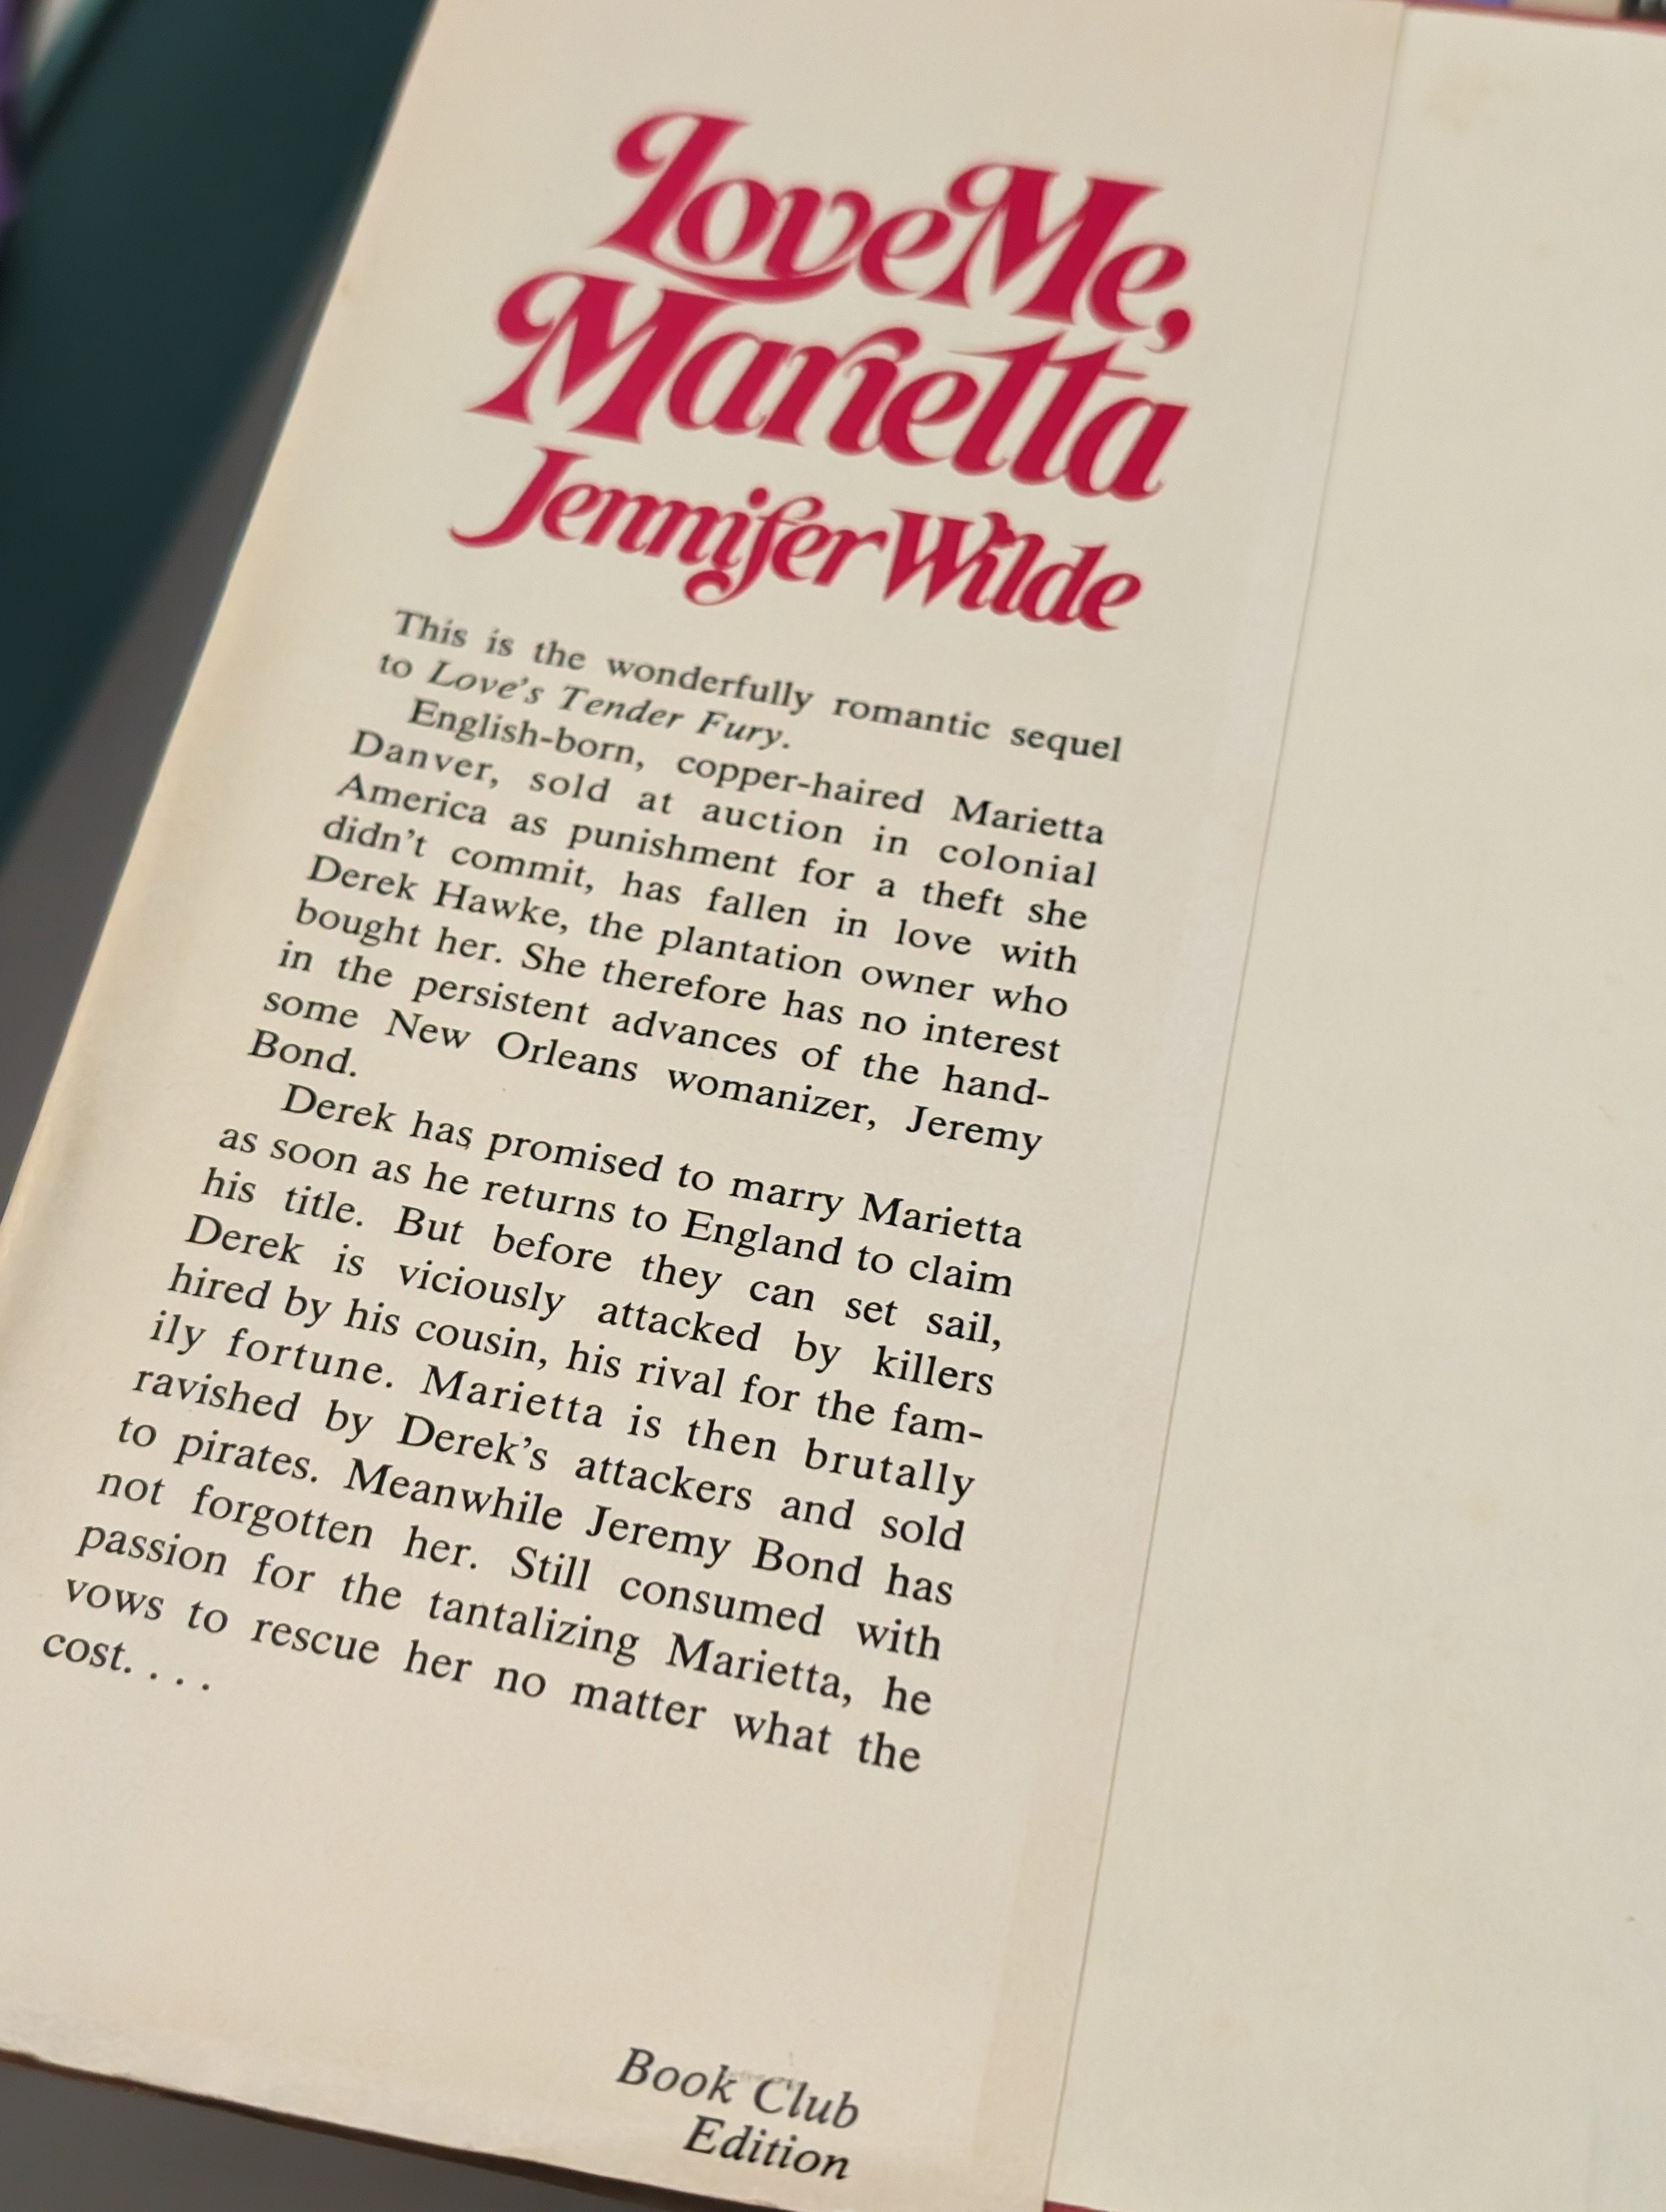 Love Me,
Marietta
Jennifer Wilde
This is the wonderfully romantic sequel
to Love's Tender Fury.
English-born, copper-haired Marietta
Danver, sold at auction in colonial
America as punishment for a theft she
didn't commit, has fallen in love with
Derek Hawke, the plantation owner who
bought her. She therefore has no interest
in the persistent advances of the hand-
some New Orleans womanizer, Jeremy
Bond.
Derek has promised to marry Marietta
as soon as he returns to England to claim
his title. But before they can set sail,
Derek is viciously attacked by killers
hired by his cousin, his rival for the fam-
ily fortune. Marietta is then brutally
ravished by Derek's attackers and sold
to pirates. Meanwhile Jeremy Bond has
not forgotten her. Still consumed with
passion for the tantalizing Marietta, he
vows to rescue her no matter what the
cost. . . .
Book Club
Edition